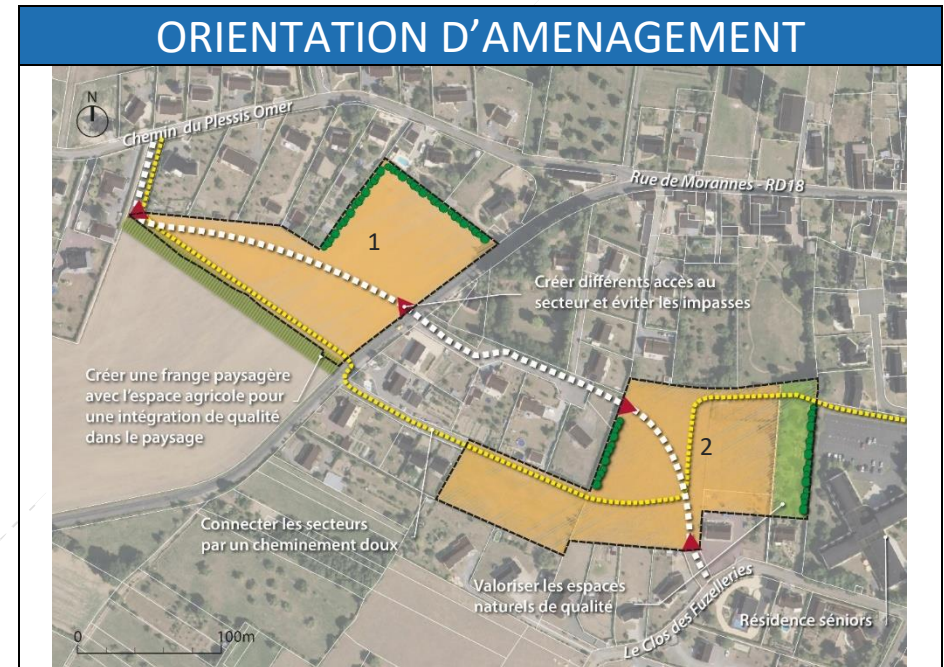 ORIENTATION D’AMENAGEMENT
N
Chemin du Plessis Omer
Rue de Morannes - RD18
1
Créer différents accès au
secteur et éviter les impasses
Créer une frange paysagère
avec l’espace agricole pour
une intégration de qualité
dans le paysage
2
Connecter les secteurs
par un cheminement doux
Valoriser les espaces
naturels de qualité
Le Clos des Fuzelleries
Résidence séniors
0 100m